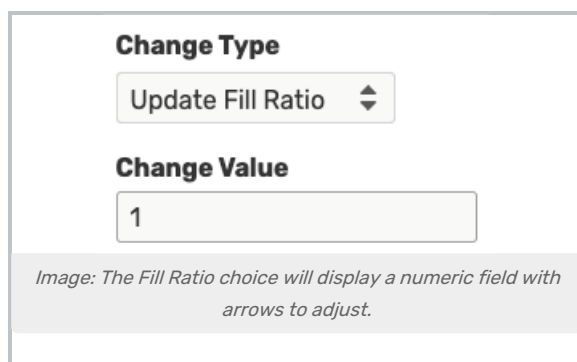 Change Type
Update Fill Ratio
Change Value
1
Image: The Fill Ratio choice will display a numeric field with
arrows to adjust.